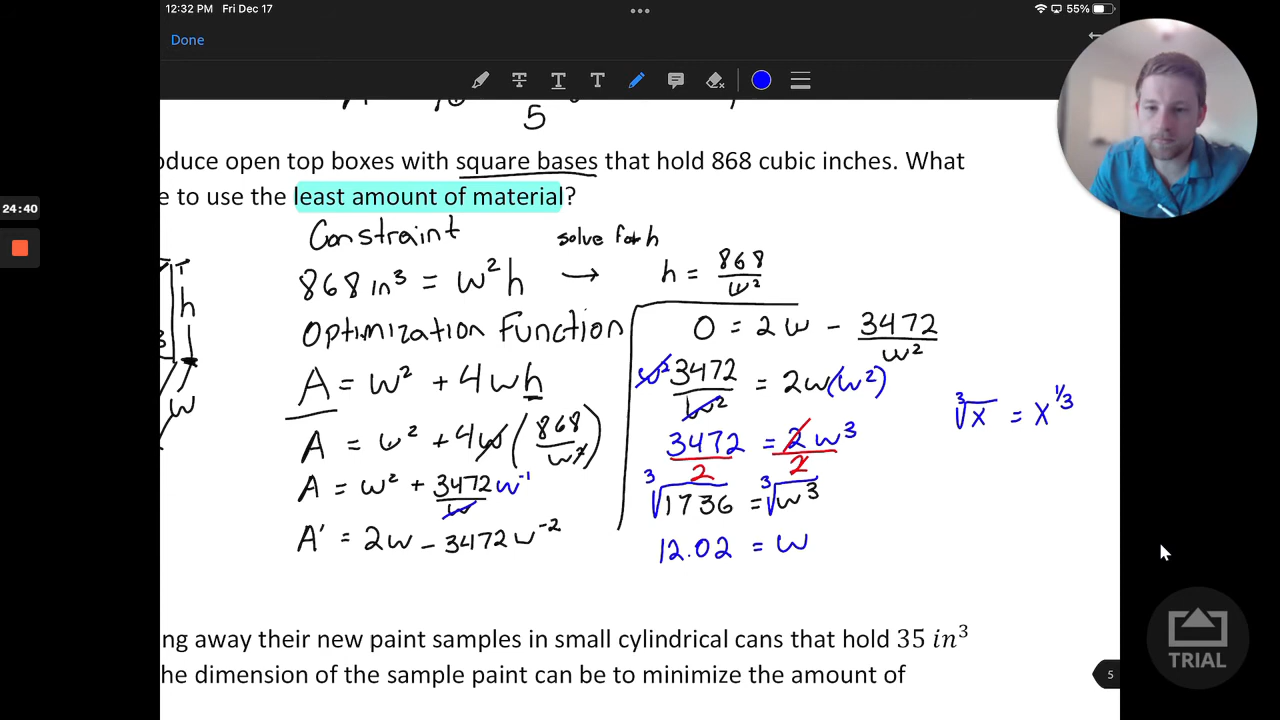 12:32 PM Fri Dec 17
55%
Done
24:40
5
oduce open top boxes with square bases that hold 868 cubic inches. What
e to use the least amount of material?
Constraint
solve for h
868 in³ = w²h → h = 868/w²
h
w
Optimization Function
A = w² + 4wh
A = w² + 4w(868/w²)
A = w² + 3472/w w⁻¹
A' = 2w - 3472w⁻²
0 = 2w - 3472/w²
w² 3472/w² = 2w(w²)
3472/2 = 2w³/2
∛1736 = ∛w³
12.02 = w
∛x = x^1/3
ing away their new paint samples in small cylindrical cans that hold 35 in³
he dimension of the sample paint can be to minimize the amount of
5
TRIAL